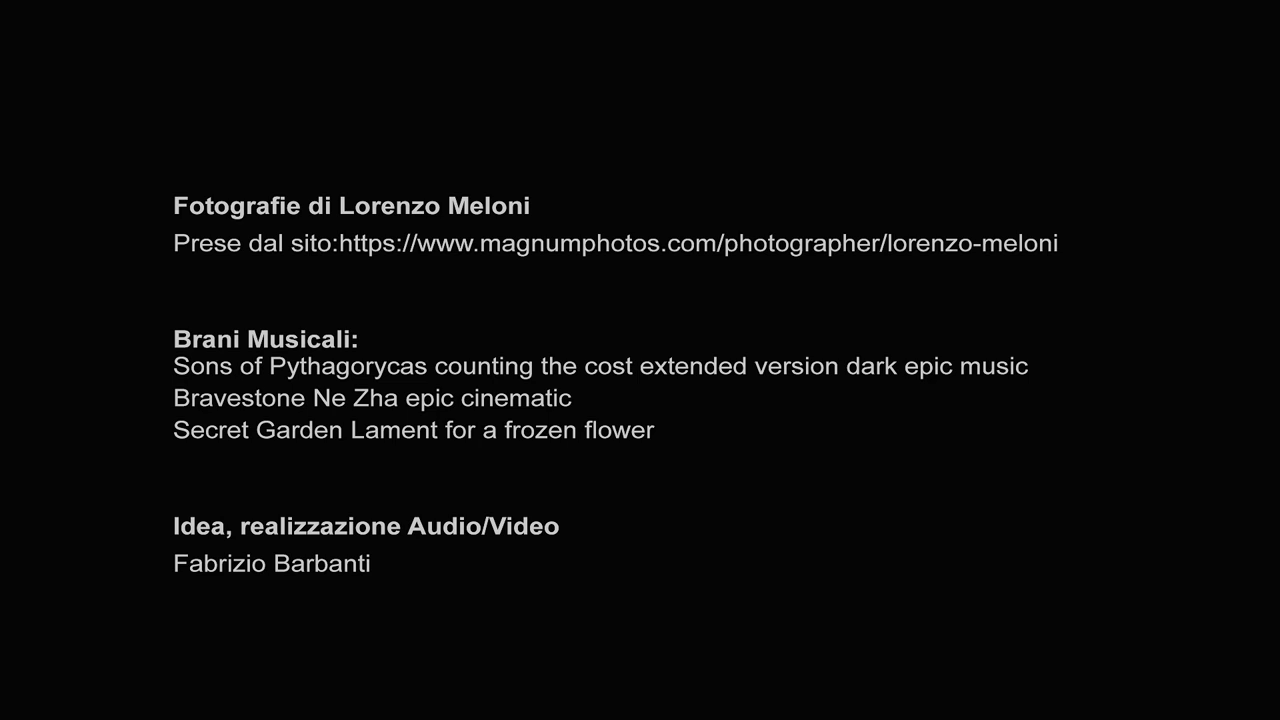 Fotografie di Lorenzo Meloni
Prese dal sito:https://www.magnumphotos.com/photographer/lorenzo-meloni
Brani Musicali:
Sons of Pythagorycas counting the cost extended version dark epic music
Bravestone Ne Zha epic cinematic
Secret Garden Lament for a frozen flower
Idea, realizzazione Audio/Video
Fabrizio Barbanti